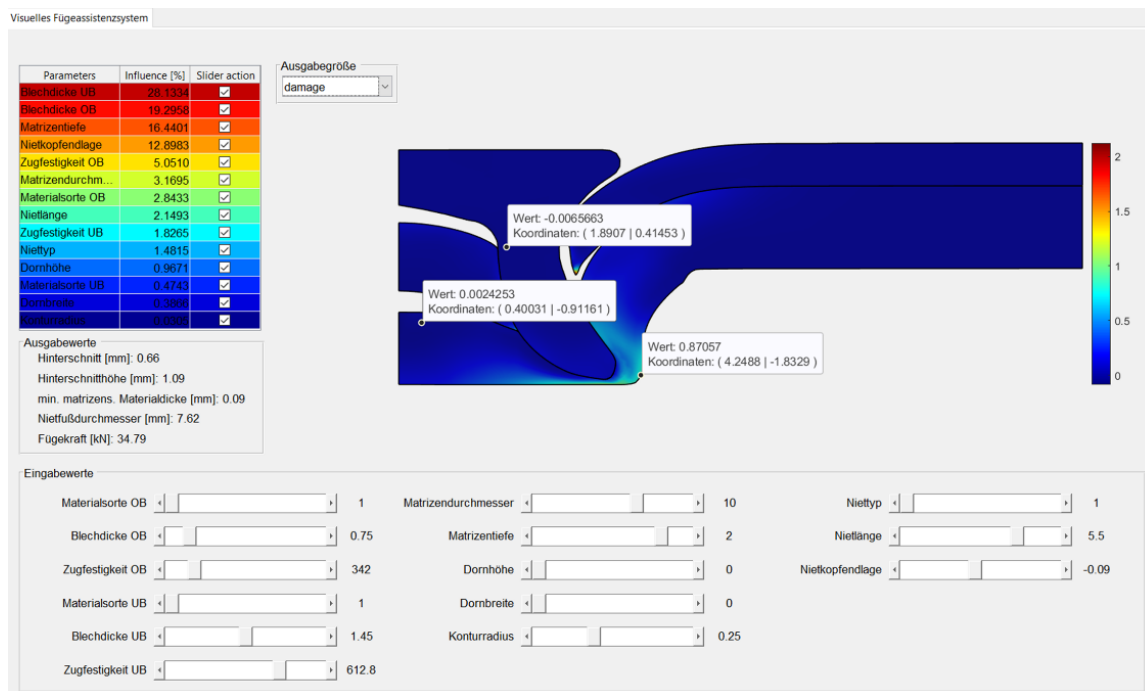 Visuelles Fügeassistenzsystem
Parameters Influence [%] Slider action
Blechdicke UB 28.1334
Blechdicke OB 19.2958
Matrizentiefe 16.4401
Nietkopfendlage 12.8983
Zugfestigkeit OB 5.0510
Matrizendurchm... 3.1695
Materialsorte OB 2.8433
Nietlänge 2.1493
Zugfestigkeit UB 1.8265
Niettyp 1.4815
Dornhöhe 0.9671
Materialsorte UB 0.4743
Dornbreite
Konturradius
Ausgabegröße
damage
Wert: -0.0065663
Koordinaten: ( 1.8907 | 0.41453 )
Wert: 0.0024253
Koordinaten: ( 0.40031 | -0.91161 )
Wert: 0.87057
Koordinaten: ( 4.2488 | -1.8329 )
2
1.5
1
0.5
0
Ausgabewerte
Hinterschnitt [mm]: 0.66
Hinterschnitthöhe [mm]: 1.09
min. matrizens. Materialdicke [mm]: 0.09
Nietfußdurchmesser [mm]: 7.62
Fügekraft [kN]: 34.79
Eingabewerte
Materialsorte OB 1
Blechdicke OB 0.75
Zugfestigkeit OB 342
Materialsorte UB 1
Blechdicke UB 1.45
Zugfestigkeit UB 612.8
Matrizendurchmesser 10
Matrizentiefe 2
Dornhöhe 0
Dornbreite 0
Konturradius 0.25
Niettyp 1
Nietlänge 5.5
Nietkopfendlage -0.09